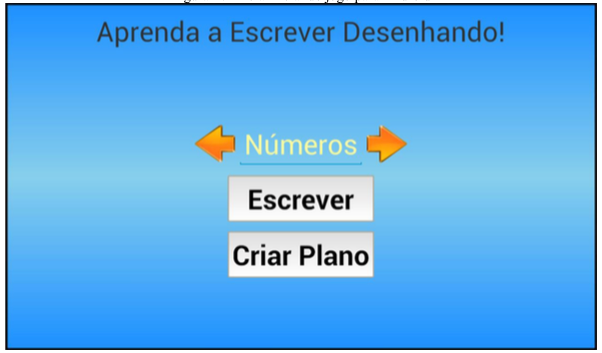 Aprenda a Escrever Desenhando!
Números
Escrever
Criar Plano